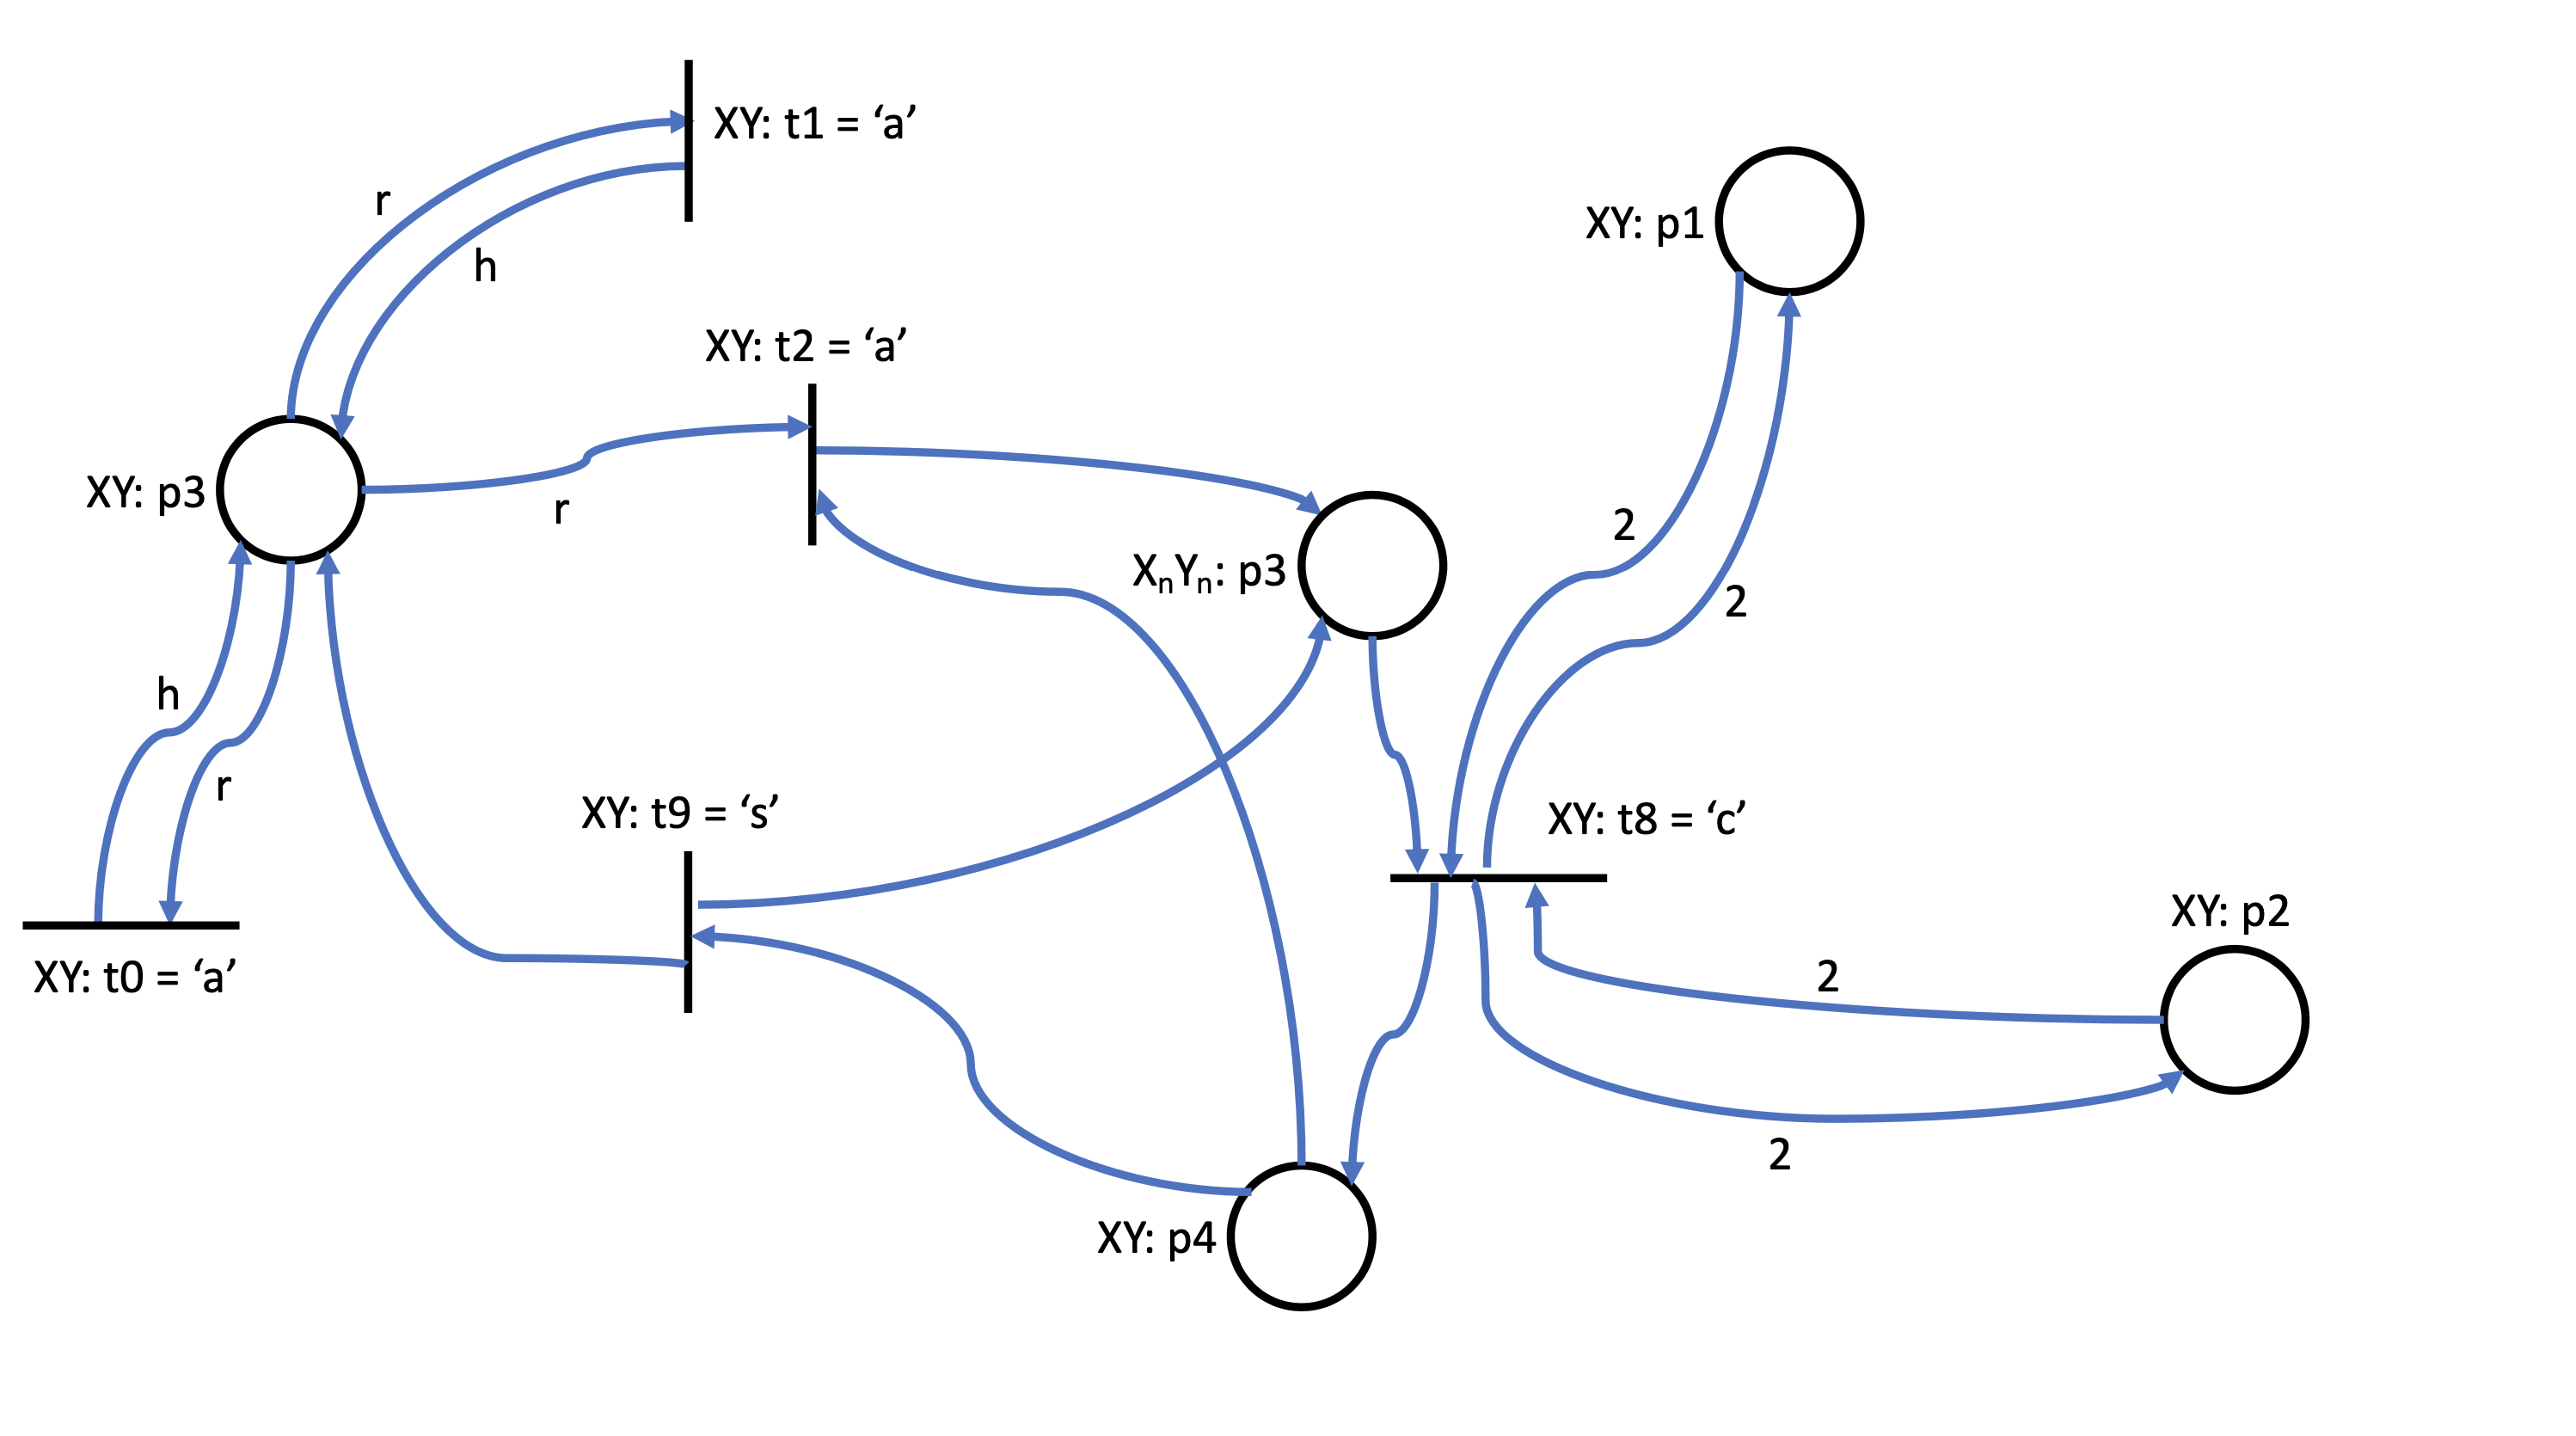 XY: t1 = ‘a’
r
XY: p1
h
XY: t2 = ‘a’
XY: p3
r
2
XₙYₙ: p3
2
h
r
XY: t9 = ‘s’
XY: t8 = ‘c’
XY: p2
XY: t0 = ‘a’
2
2
XY: p4